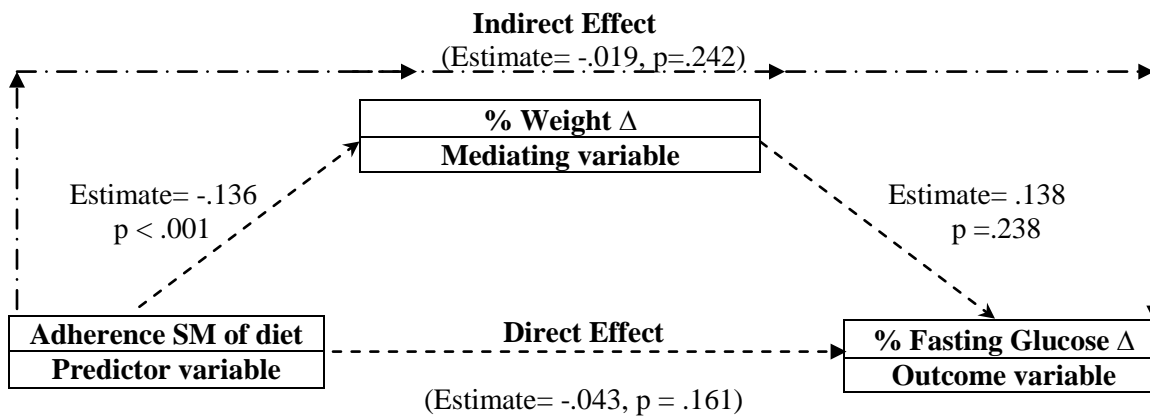 Indirect Effect
(Estimate= -.019, p=.242)
% Weight Δ
Mediating variable
Estimate= -.136
p < .001
Estimate= .138
p =.238
Adherence SM of diet
Predictor variable
Direct Effect
(Estimate= -.043, p = .161)
% Fasting Glucose Δ
Outcome variable